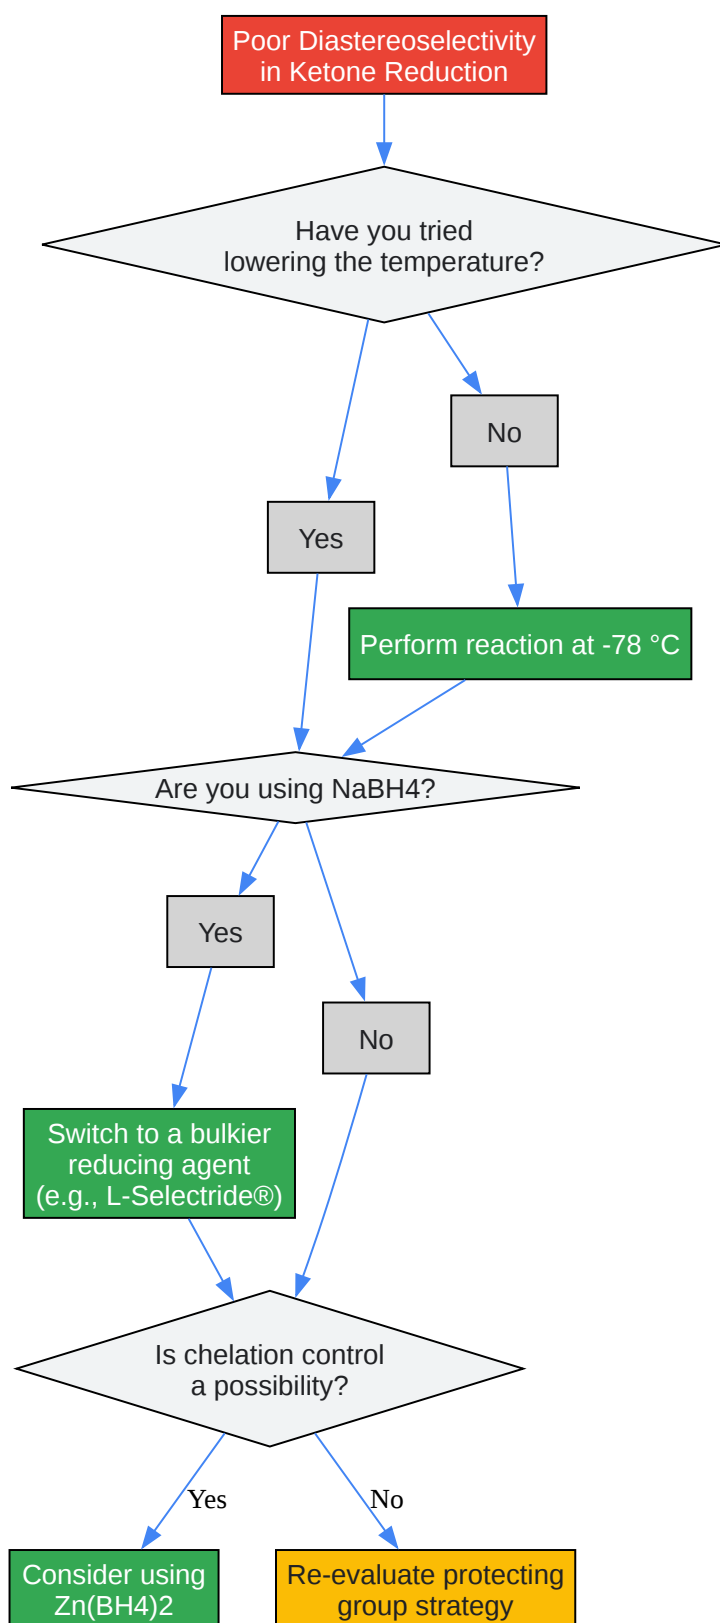 Poor Diastereoselectivity
in Ketone Reduction
Have you tried
lowering the temperature?
No
Yes
Perform reaction at -78 °C
Are you using NaBH4?
Yes
No
Switch to a bulkier
reducing agent
(e.g., L-Selectride®)
Is chelation control
a possibility?
Yes
No
Consider using
Zn(BH4)2
Re-evaluate protecting
group strategy